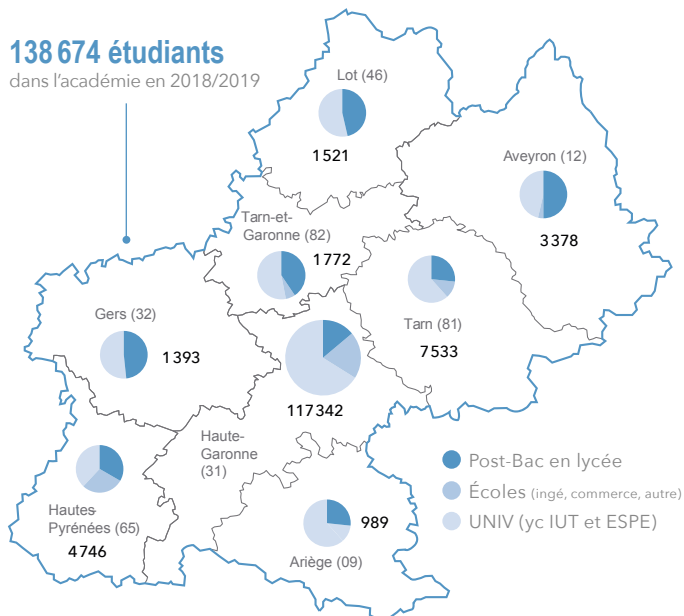 138 674 étudiants
dans l'académie en 2018/2019
Lot (46)
1 521
Aveyron (12)
3 378
Tarn-et-
Garonne (82)
1 772
Tarn (81)
7 533
Gers (32)
1 393
117 342
Haute-
Garonne
(31)
Hautes-
Pyrénées (65)
4 746
989
Ariège (09)
Post-Bac en lycée
Écoles (ingé, commerce, autre)
UNIV (yc IUT et ESPE)